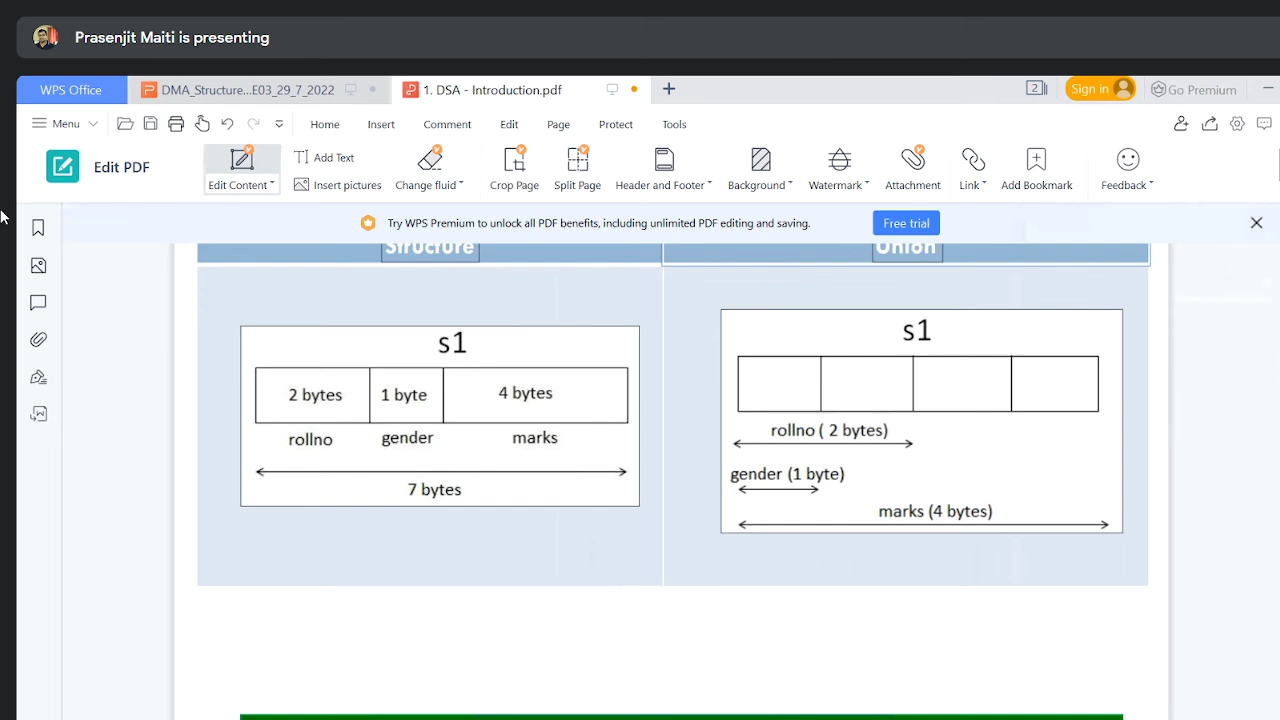 Prasenjit Maiti is presenting
WPS Office
DMA_Structure...E03_29_7_2022
1. DSA - Introduction.pdf
2
Sign in
Go Premium
Menu
Home
Insert
Comment
Edit
Page
Protect
Tools
Edit PDF
Edit Content
Add Text
Insert pictures
Change fluid
Crop Page
Split Page
Header and Footer
Background
Watermark
Attachment
Link
Add Bookmark
Feedback
Try WPS Premium to unlock all PDF benefits, including unlimited PDF editing and saving.
Free trial
Structure
Union
s1
2 bytes
1 byte
4 bytes
rollno
gender
marks
7 bytes
s1
rollno ( 2 bytes)
gender (1 byte)
marks (4 bytes)